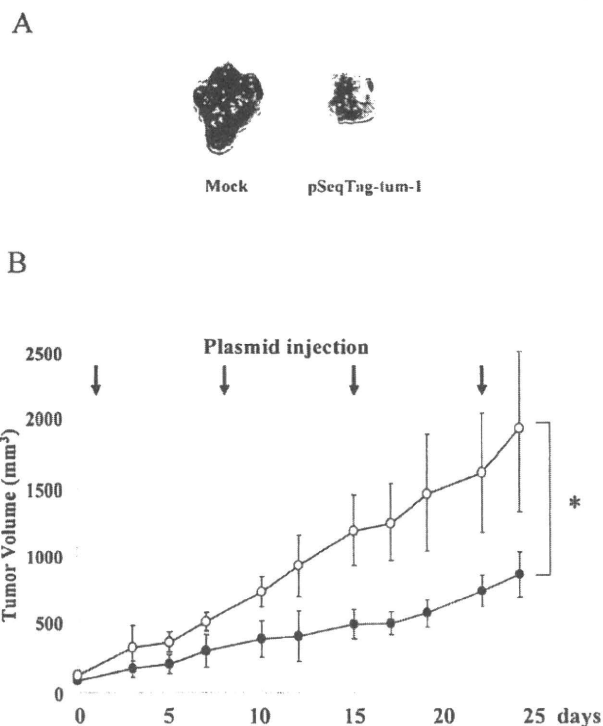 A
Mock pSeqTag-tum-1
B
Plasmid injection
Tumor Volume (mm³)
2500
2000
1500
1000
500
0
*
0 5 10 15 20 25 days